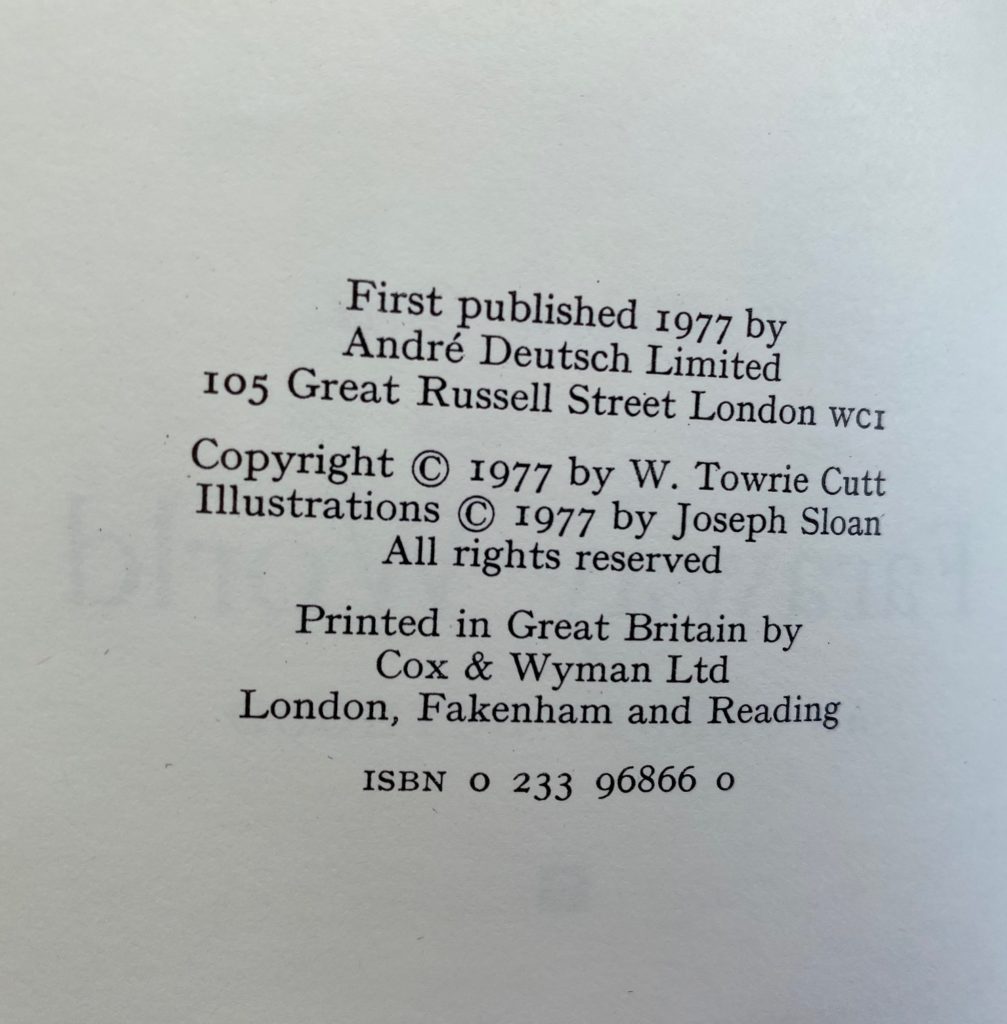 First published 1977 by
André Deutsch Limited
105 Great Russell Street London WC1
Copyright © 1977 by W. Towrie Cutt
Illustrations © 1977 by Joseph Sloan
All rights reserved
Printed in Great Britain by
Cox & Wyman Ltd
London, Fakenham and Reading
ISBN 0 233 96866 0